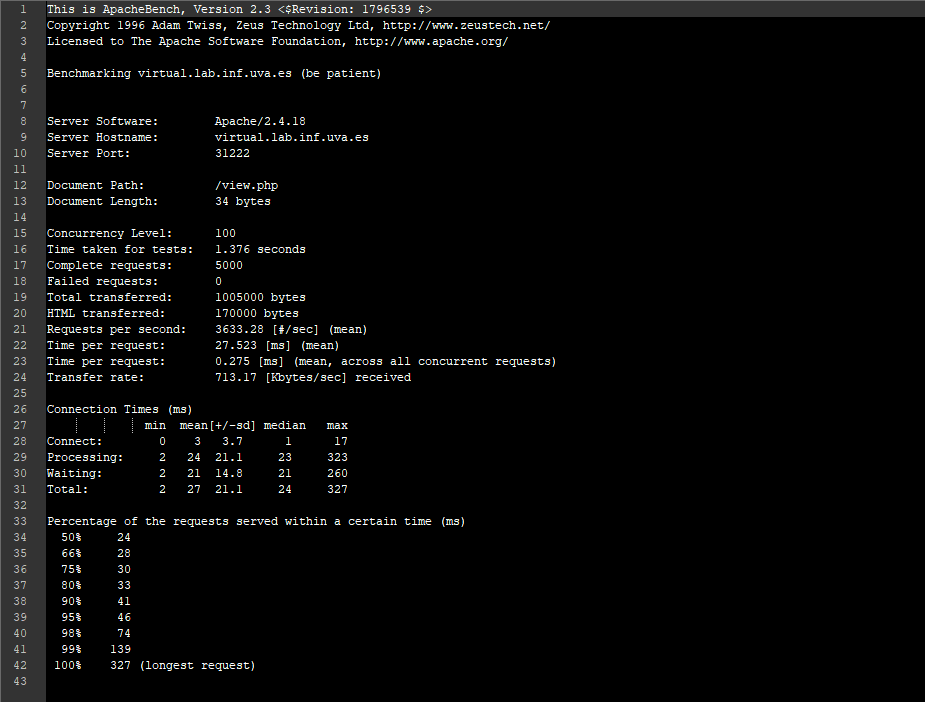 1 This is ApacheBench, Version 2.3 <$Revision: 1796539 $>
2 Copyright 1996 Adam Twiss, Zeus Technology Ltd, http://www.zeustech.net/
3 Licensed to The Apache Software Foundation, http://www.apache.org/
4
5 Benchmarking virtual.lab.inf.uva.es (be patient)
6
7
8 Server Software:        Apache/2.4.18
9 Server Hostname:        virtual.lab.inf.uva.es
10 Server Port:            31222
11
12 Document Path:          /view.php
13 Document Length:        34 bytes
14
15 Concurrency Level:      100
16 Time taken for tests:   1.376 seconds
17 Complete requests:      5000
18 Failed requests:        0
19 Total transferred:      1005000 bytes
20 HTML transferred:       170000 bytes
21 Requests per second:    3633.28 [#/sec] (mean)
22 Time per request:       27.523 [ms] (mean)
23 Time per request:       0.275 [ms] (mean, across all concurrent requests)
24 Transfer rate:          713.17 [Kbytes/sec] received
25
26 Connection Times (ms)
27               min  mean[+/-sd] median   max
28 Connect:        0    3   3.7      1      17
29 Processing:     2   24  21.1     23     323
30 Waiting:        2   21  14.8     21     260
31 Total:          2   27  21.1     24     327
32
33 Percentage of the requests served within a certain time (ms)
34   50%     24
35   66%     28
36   75%     30
37   80%     33
38   90%     41
39   95%     46
40   98%     74
41   99%    139
42  100%    327 (longest request)
43